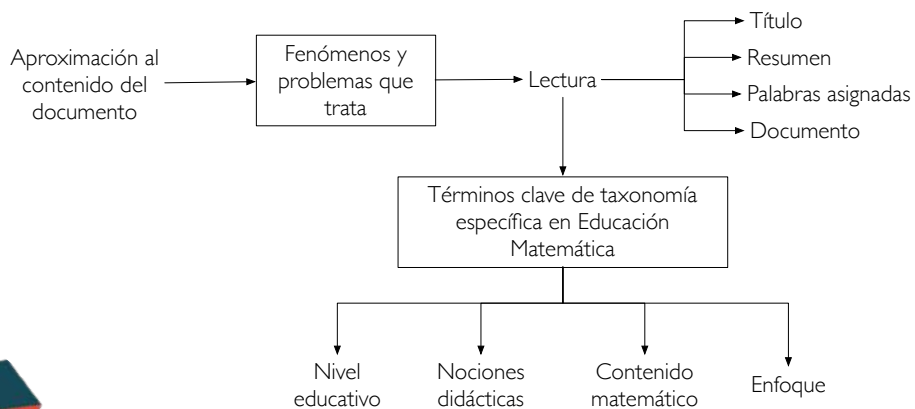 Aproximación al
contenido del
documento
Fenómenos y
problemas que
trata
Lectura
Título
Resumen
Palabras asignadas
Documento
Términos clave de taxonomía
específica en Educación
Matemática
Nivel
educativo
Nociones
didácticas
Contenido
matemático
Enfoque